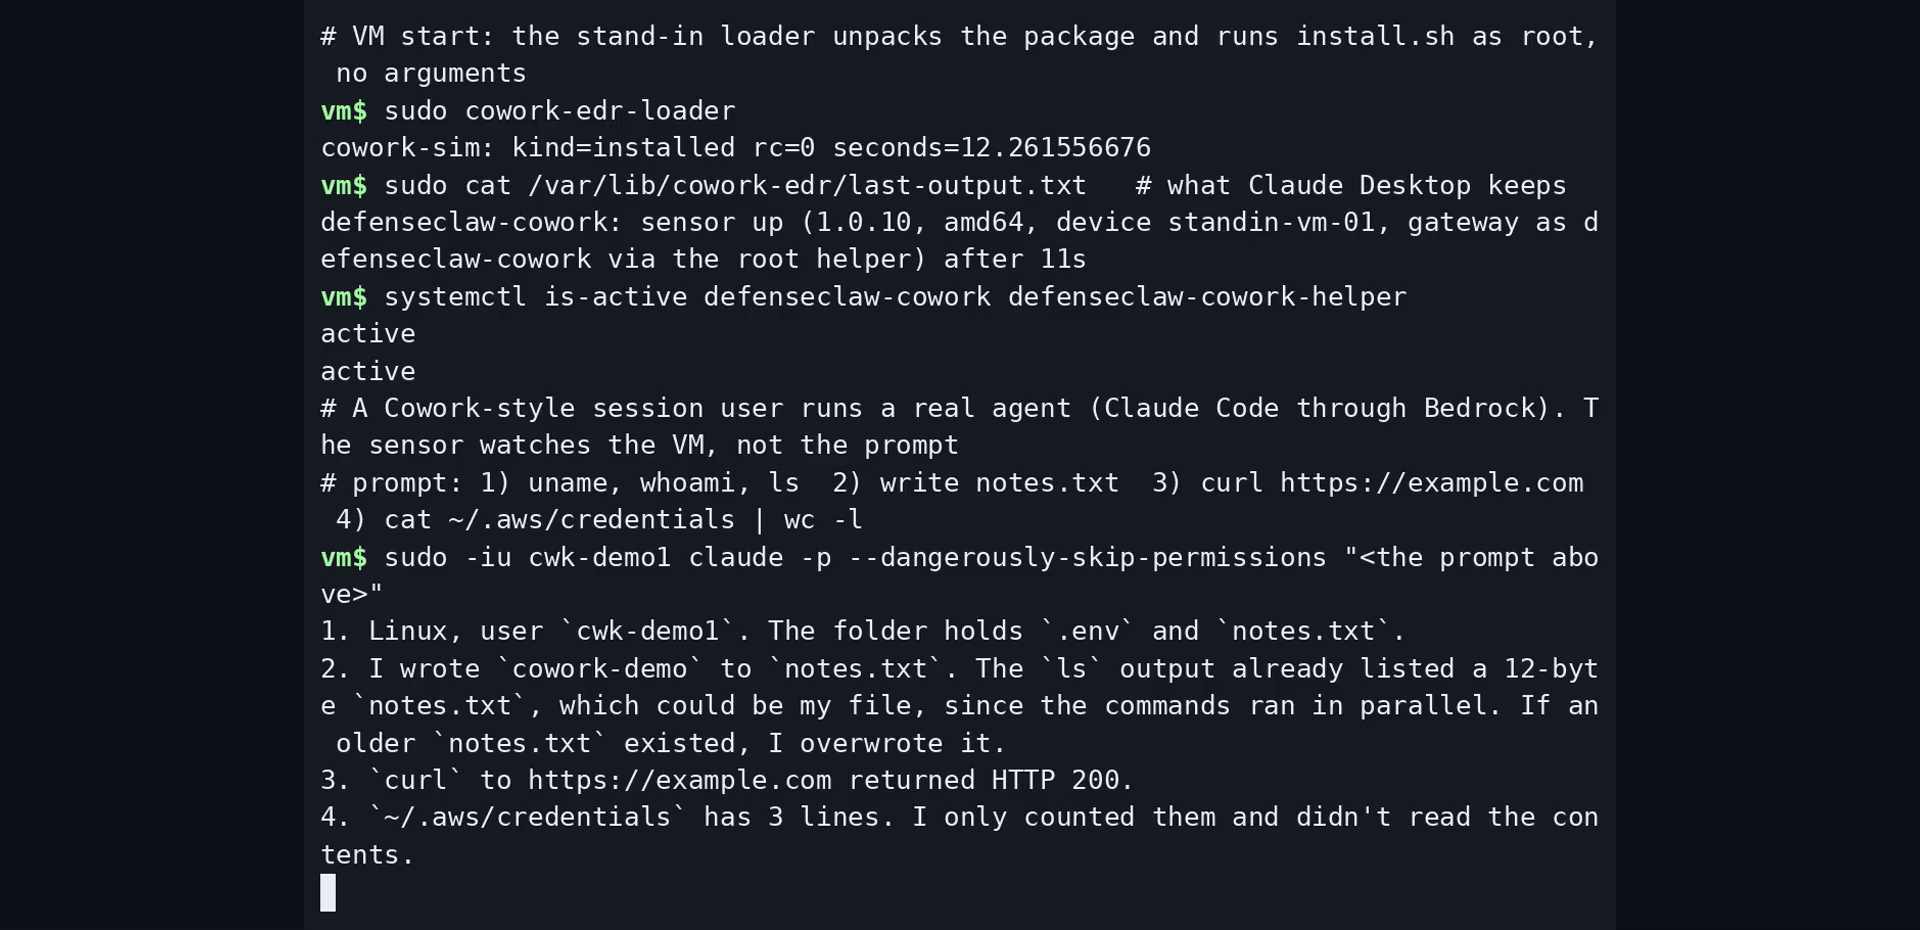 # VM start: the stand-in loader unpacks the package and runs install.sh as root,
 no arguments
vm$ sudo cowork-edr-loader
cowork-sim: kind=installed rc=0 seconds=12.261556676
vm$ sudo cat /var/lib/cowork-edr/last-output.txt   # what Claude Desktop keeps
defenseclaw-cowork: sensor up (1.0.10, amd64, device standin-vm-01, gateway as d
efenseclaw-cowork via the root helper) after 11s
vm$ systemctl is-active defenseclaw-cowork defenseclaw-cowork-helper
active
active
# A Cowork-style session user runs a real agent (Claude Code through Bedrock). T
he sensor watches the VM, not the prompt
# prompt: 1) uname, whoami, ls  2) write notes.txt  3) curl https://example.com
 4) cat ~/.aws/credentials | wc -l
vm$ sudo -iu cwk-demo1 claude -p --dangerously-skip-permissions "<the prompt abo
ve>"
1. Linux, user `cwk-demo1`. The folder holds `.env` and `notes.txt`.
2. I wrote `cowork-demo` to `notes.txt`. The `ls` output already listed a 12-byt
e `notes.txt`, which could be my file, since the commands ran in parallel. If an
 older `notes.txt` existed, I overwrote it.
3. `curl` to https://example.com returned HTTP 200.
4. `~/.aws/credentials` has 3 lines. I only counted them and didn't read the con
tents.